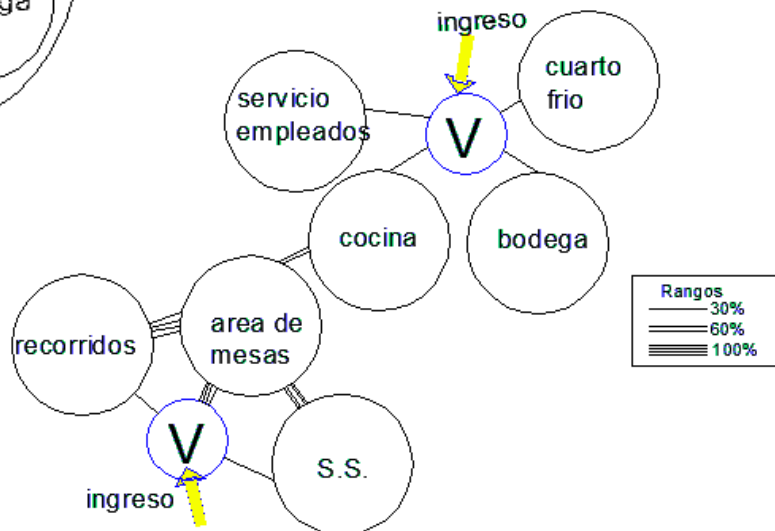 ga
ingreso
cuarto
frio
servicio
empleados
V
cocina
bodega
Rangos
30%
60%
100%
area de
mesas
recorridos
V
S.S.
ingreso